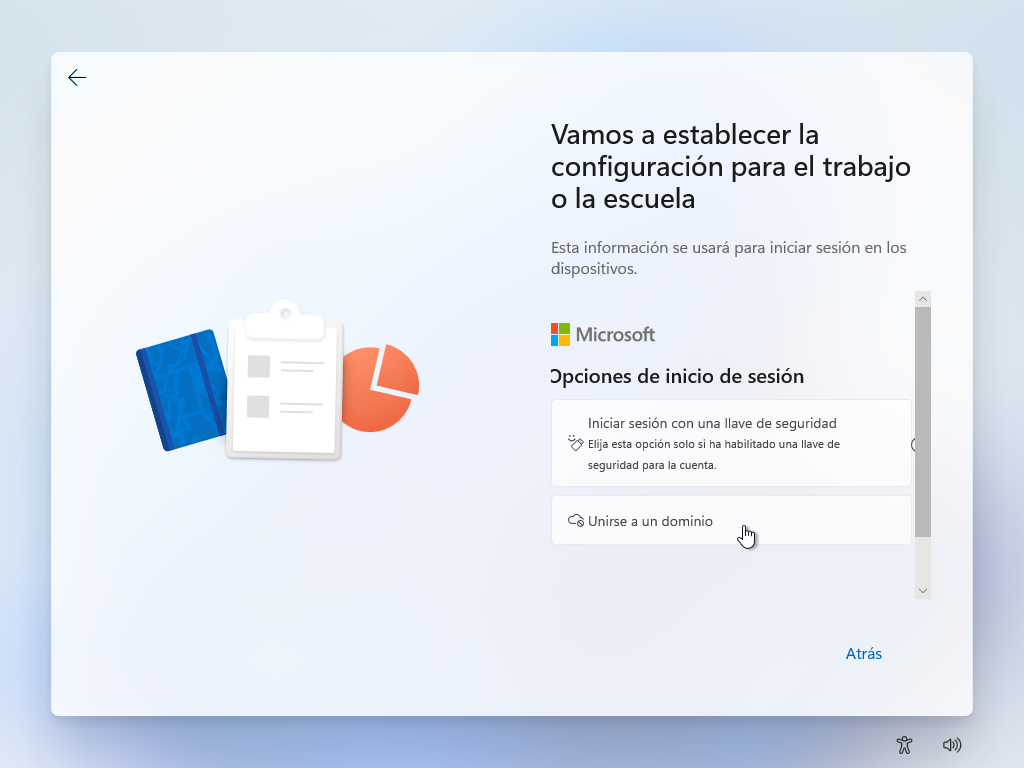 Vamos a establecer la
configuración para el trabajo
o la escuela
Esta información se usará para iniciar sesión en los
dispositivos.
Microsoft
Opciones de inicio de sesión
Iniciar sesión con una llave de seguridad
Elija esta opción solo si ha habilitado una llave de
seguridad para la cuenta.
Unirse a un dominio
Atrás